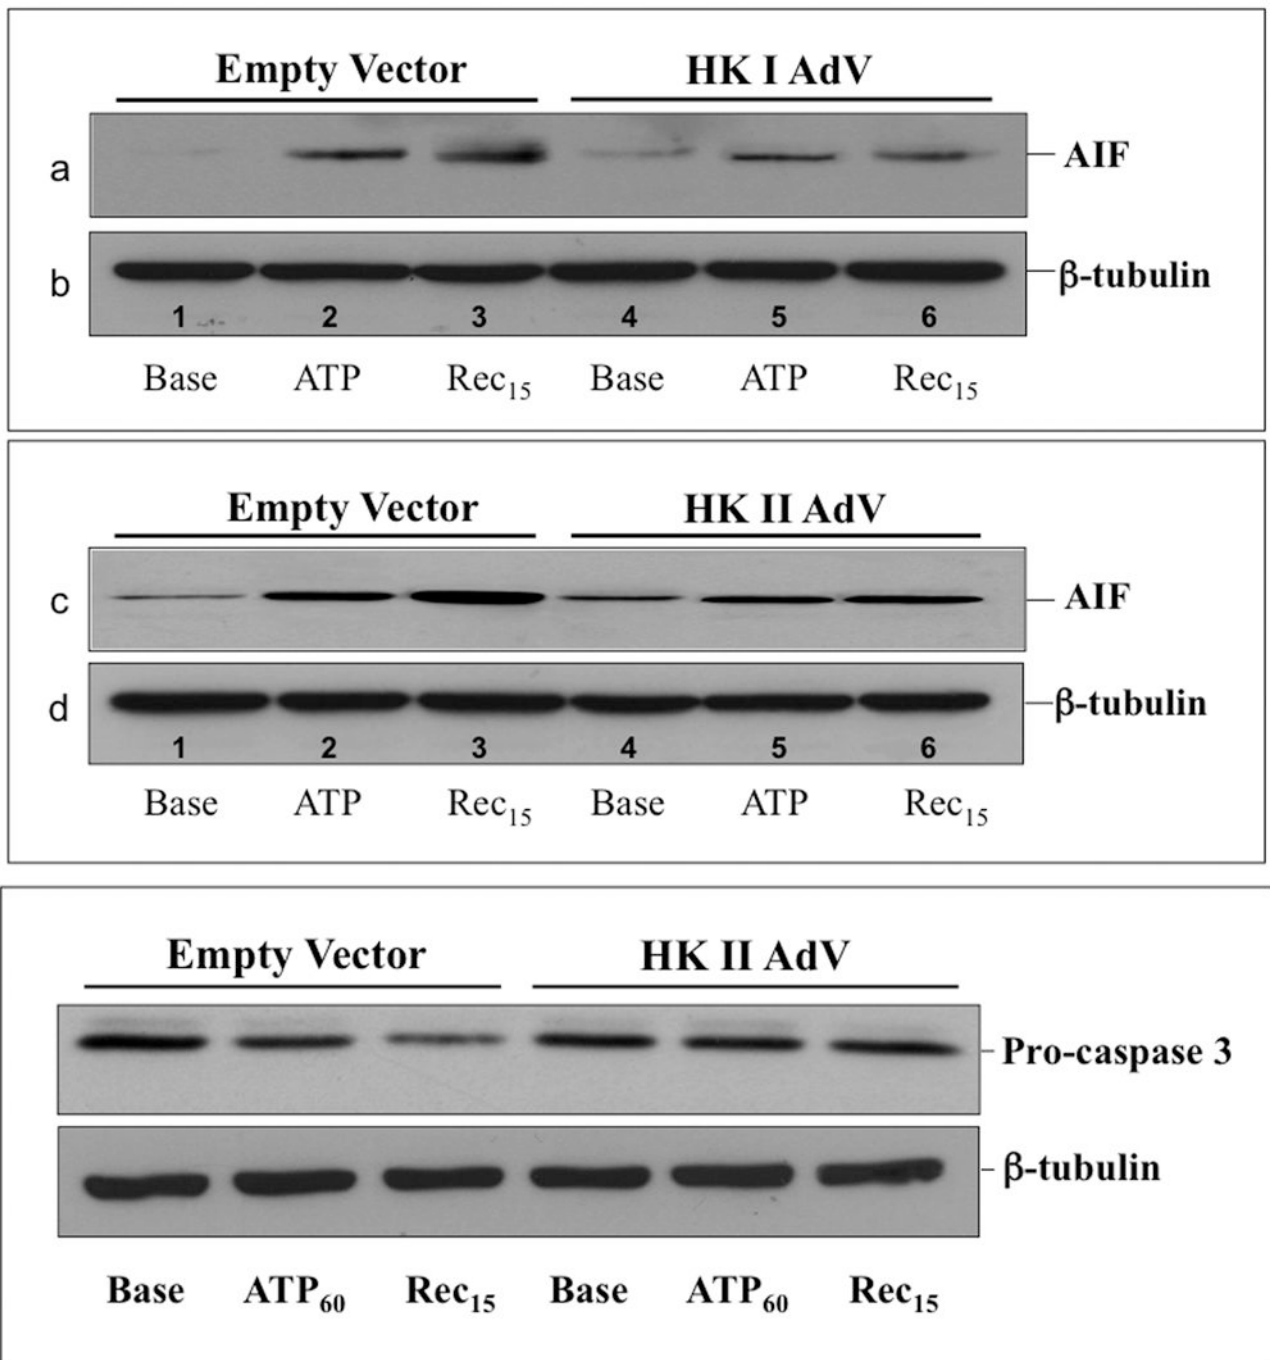 Empty Vector HK I AdV
a AIF
b β-tubulin
1 2 3 4 5 6
Base ATP Rec15 Base ATP Rec15
Empty Vector HK II AdV
c AIF
d β-tubulin
1 2 3 4 5 6
Base ATP Rec15 Base ATP Rec15
Empty Vector HK II AdV
Pro-caspase 3
β-tubulin
Base ATP60 Rec15 Base ATP60 Rec15